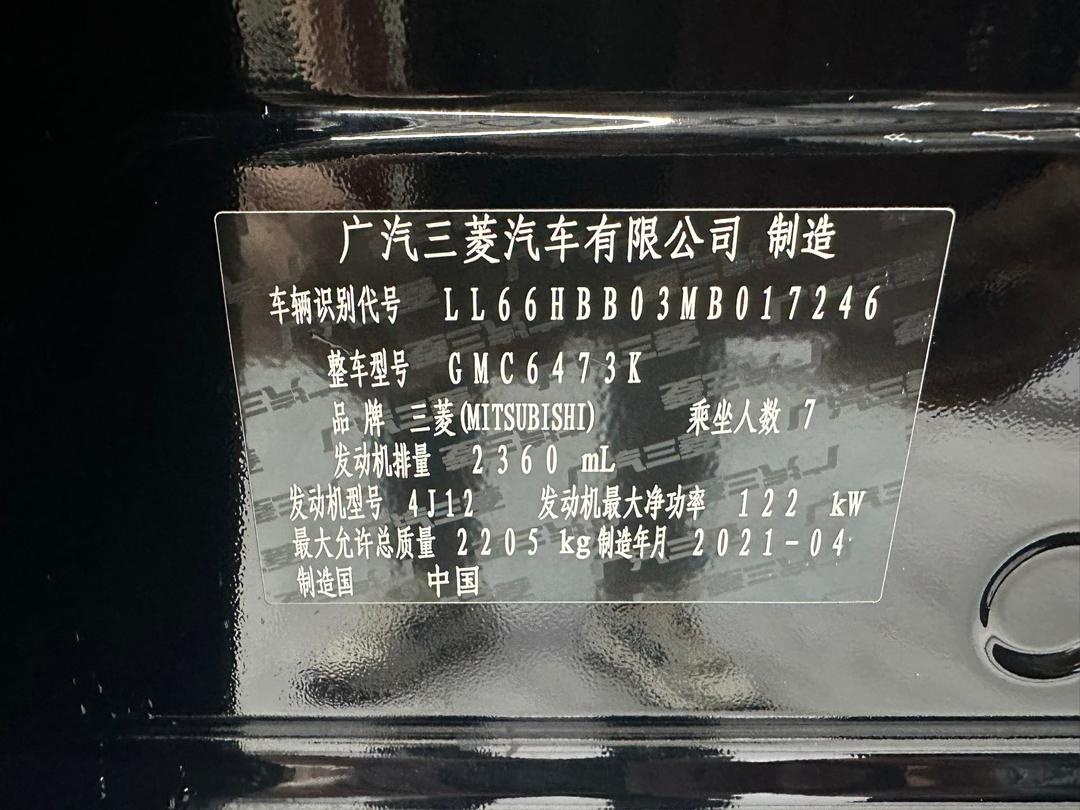 广汽三菱汽车有限公司 制造
车辆识别代号 LL66HBB03MB017246
整车型号 GMC6473K
品 牌 三菱(MITSUBISHI) 乘坐人数 7
发动机排量 2360 mL
发动机型号 4J12 发动机最大净功率 122 kW
最大允许总质量 2205 kg 制造年月 2021-04
制造国 中国